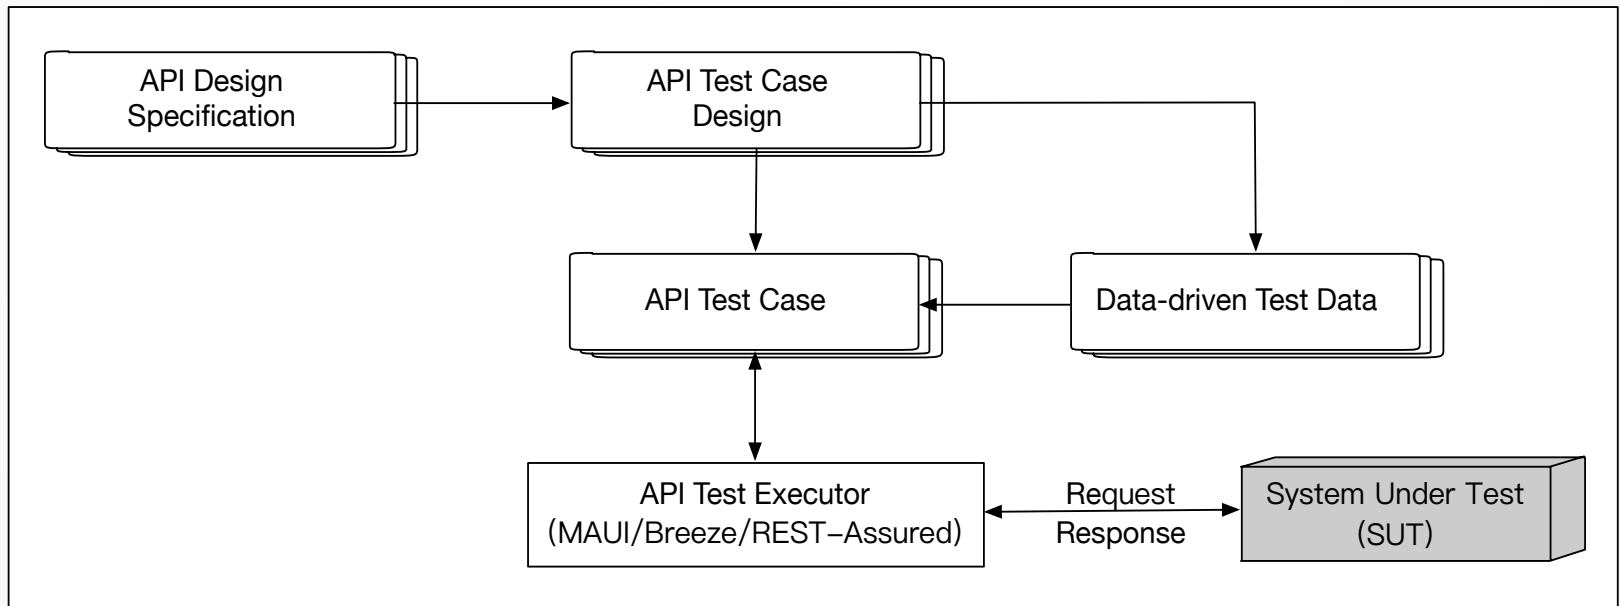 API Design
Specification
API Test Case
Design
API Test Case
Data-driven Test Data
API Test Executor
(MAUI/Breeze/REST–Assured)
Request
Response
System Under Test
(SUT)